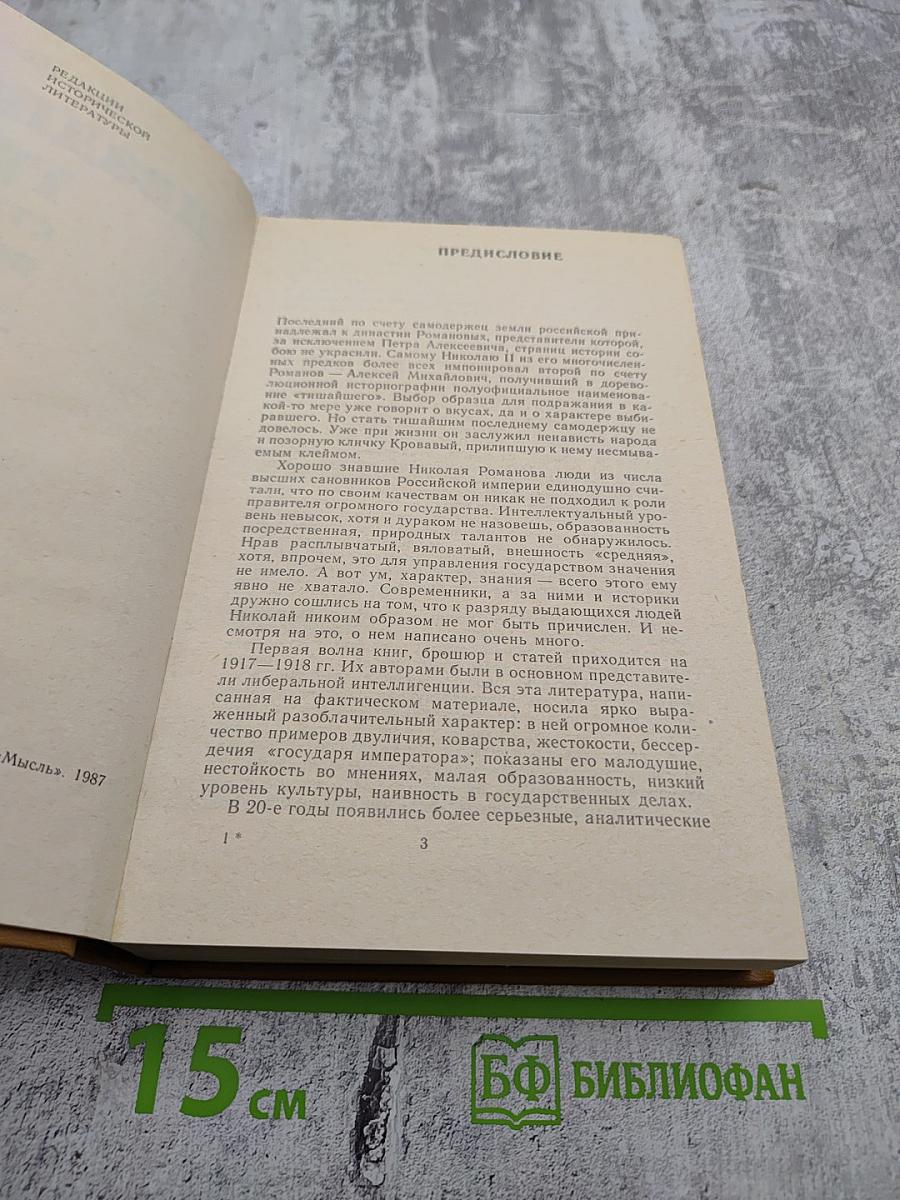 РЕДАКЦИИ
ИСТОРИЧЕСКОЙ
ЛИТЕРАТУРЫ
«Мысль». 1987
ПРЕДИСЛОВИЕ
Последний по счету самодержец земли российской при-
надлежал к династии Романовых, представители которой,
за исключением Петра Алексеевича, страниц истории со-
бою не украсили. Самому Николаю II из его многочислен-
ных предков более всех импонировал второй по счету
Романов — Алексей Михайлович, получивший в дорево-
люционной историографии полуофициальное наименова-
ние «тишайшего». Выбор образца для подражания в ка-
кой-то мере уже говорит о вкусах, да и о характере выби-
равшего. Но стать тишайшим последнему самодержцу не
довелось. Уже при жизни он заслужил ненависть народа
и позорную кличку Кровавый, прилипшую к нему несмыва-
емым клеймом.
Хорошо знавшие Николая Романова люди из числа
высших сановников Российской империи единодушно счи-
тали, что по своим качествам он никак не подходил к роли
правителя огромного государства. Интеллектуальный уро-
вень невысок, хотя и дураком не назовешь, образованность
посредственная, природных талантов не обнаружилось.
Нрав расплывчатый, вяловатый, внешность «средняя»,
хотя, впрочем, это для управления государством значения
не имело. А вот ум, характер, знания — всего этого ему
явно не хватало. Современники, а за ними и историки
дружно сошлись на том, что к разряду выдающихся людей
Николай никоим образом не мог быть причислен. И не-
смотря на это, о нем написано очень много.
Первая волна книг, брошюр и статей приходится на
1917—1918 гг. Их авторами были в основном представите-
ли либеральной интеллигенции. Вся эта литература, напи-
санная на фактическом материале, носила ярко выра-
женный разоблачительный характер: в ней огромное коли-
чество примеров двуличия, коварства, жестокости, бессер-
дечия «государя императора»; показаны его малодушие,
нестойкость во мнениях, малая образованность, низкий
уровень культуры, наивность в государственных делах.
В 20-е годы появились более серьезные, аналитические
1 *
3
15 см
БФ БИБЛИОФАН